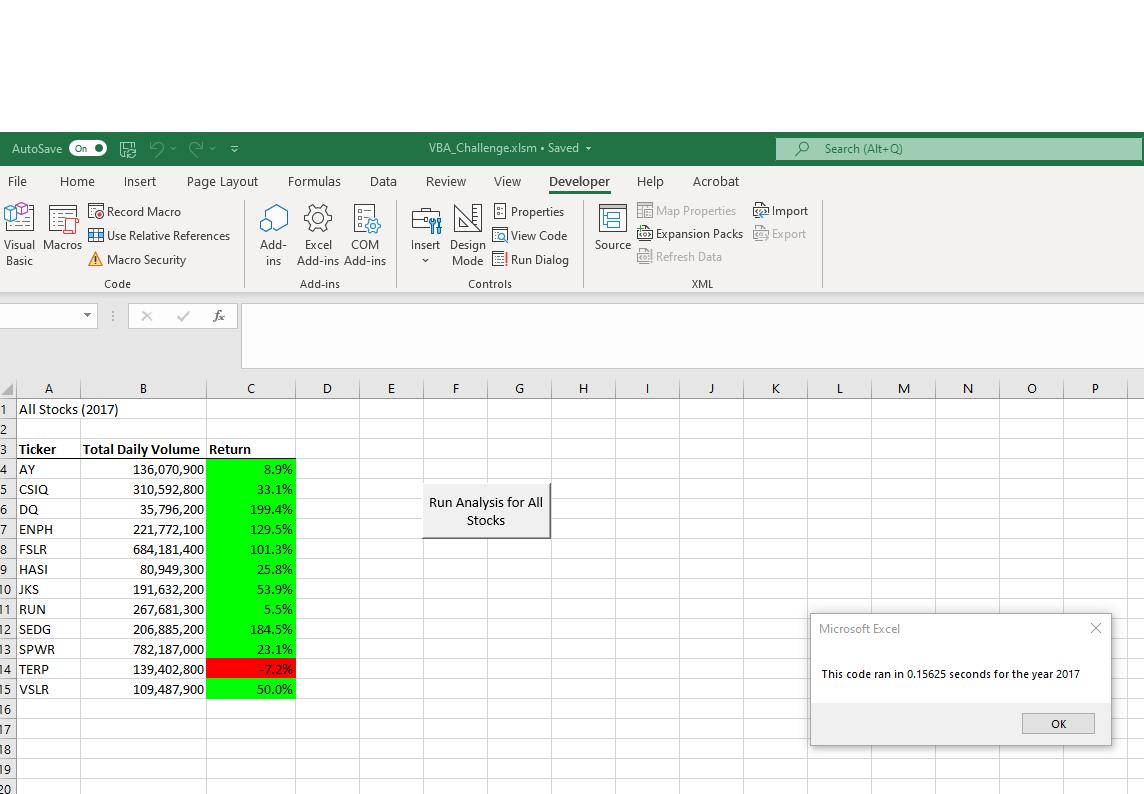 AutoSave On VBA_Challenge.xlsm • Saved Search (Alt+Q)
File Home Insert Page Layout Formulas Data Review View Developer Help Acrobat
Visual Basic
Macros
Record Macro
Use Relative References
Macro Security
Code
Add-ins
Excel Add-ins
COM Add-ins
Add-ins
Insert
Design Mode
Properties
View Code
Run Dialog
Controls
Source
Map Properties
Expansion Packs
Refresh Data
Import
Export
XML
fx
A B C D E F G H I J K L M N O P
1 All Stocks (2017)
2
3 Ticker Total Daily Volume Return
4 AY 136,070,900 8.9%
5 CSIQ 310,592,800 33.1%
6 DQ 35,796,200 199.4%
7 ENPH 221,772,100 129.5%
8 FSLR 684,181,400 101.3%
9 HASI 80,949,300 25.8%
10 JKS 191,632,200 53.9%
11 RUN 267,681,300 5.5%
12 SEDG 206,885,200 184.5%
13 SPWR 782,187,000 23.1%
14 TERP 139,402,800 -7.2%
15 VSLR 109,487,900 50.0%
16
17
18
19
20
Run Analysis for All
Stocks
Microsoft Excel
This code ran in 0.15625 seconds for the year 2017
OK